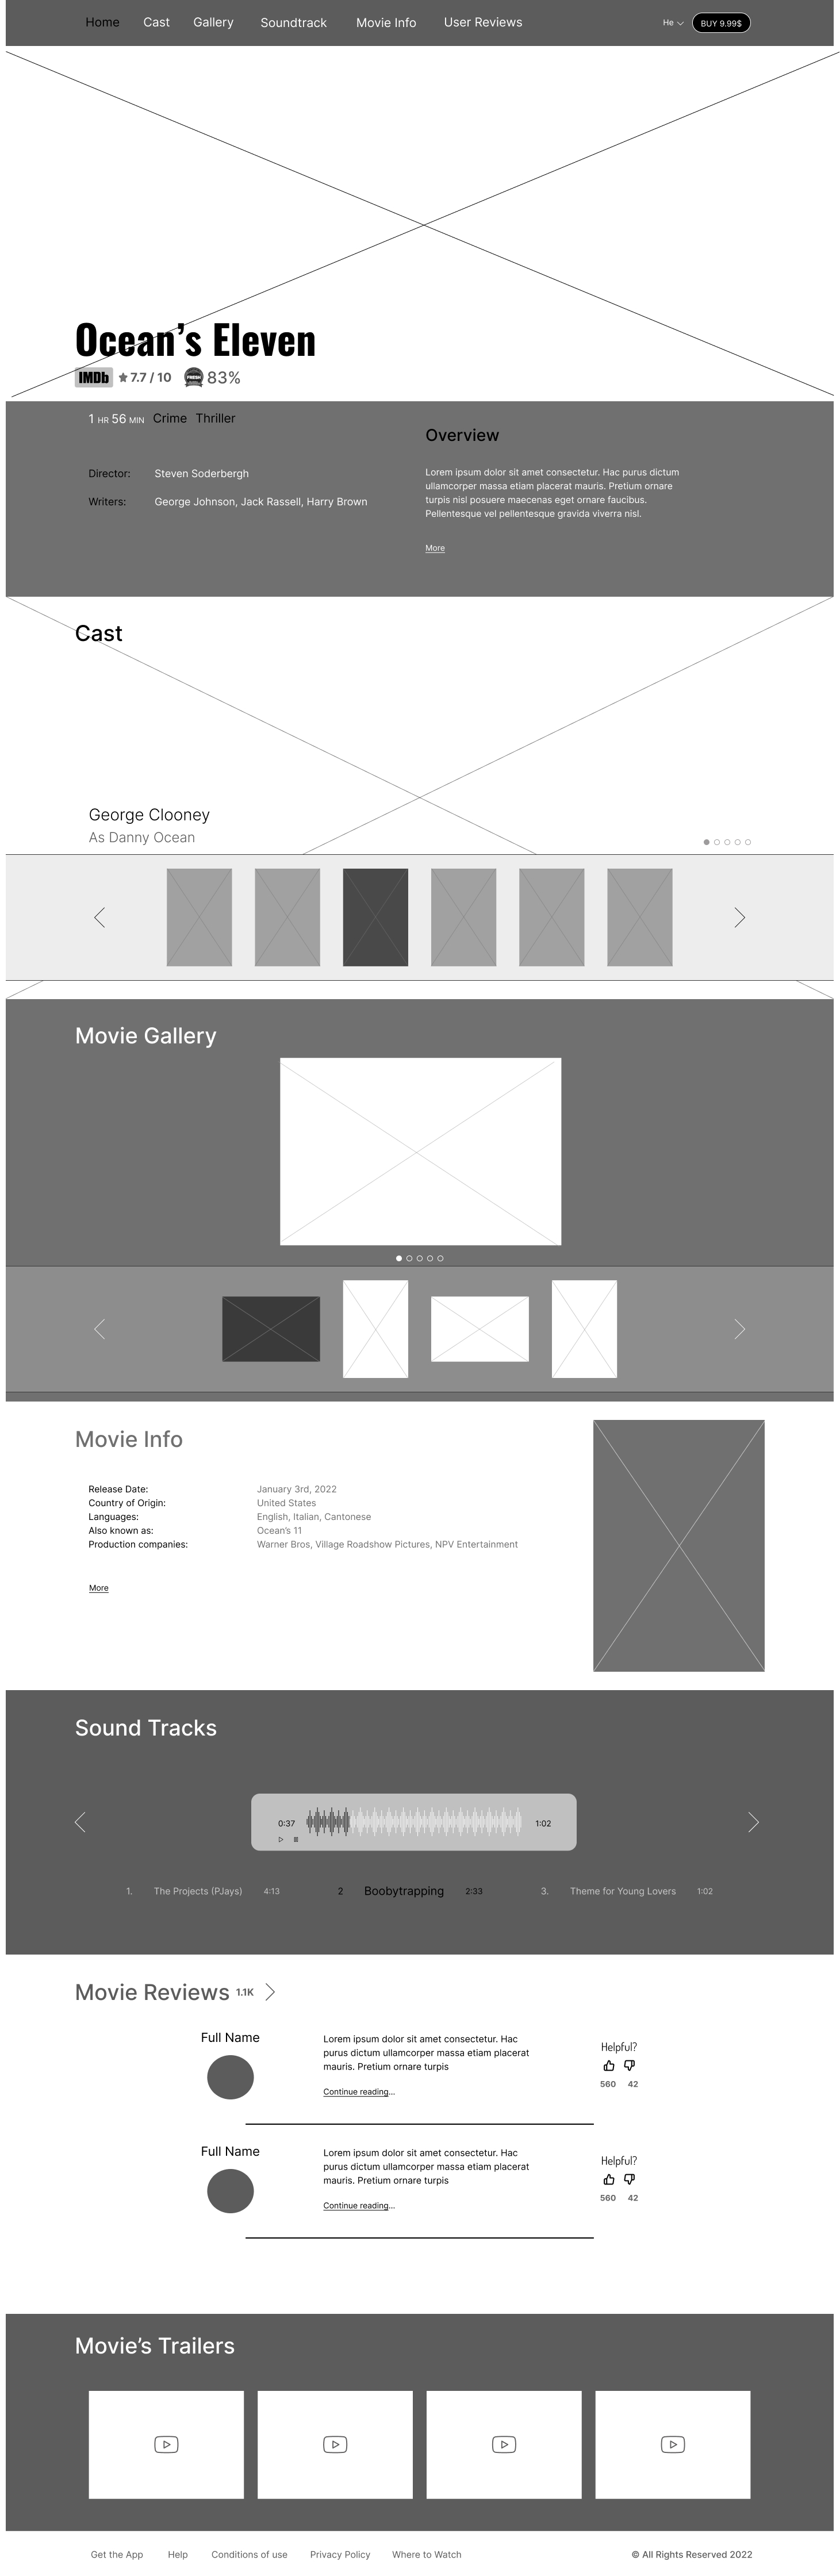 Home Cast Gallery Soundtrack Movie Info User Reviews He BUY 9.99$
Ocean’s Eleven
IMDb 7.7 / 10 FRESH 83%
1 HR 56 MIN Crime Thriller
Director: Steven Soderbergh
Writers: George Johnson, Jack Rassell, Harry Brown
Overview
Lorem ipsum dolor sit amet consectetur. Hac purus dictum
ullamcorper massa etiam placerat mauris. Pretium ornare
turpis nisl posuere maecenas eget ornare faucibus.
Pellentesque vel pellentesque gravida viverra nisl.
More
Cast
George Clooney
As Danny Ocean
Movie Gallery
Movie Info
Release Date: January 3rd, 2022
Country of Origin: United States
Languages: English, Italian, Cantonese
Also known as: Ocean’s 11
Production companies: Warner Bros, Village Roadshow Pictures, NPV Entertainment
More
Sound Tracks
0:37 1:02
1. The Projects (PJays) 4:13 2 Boobytrapping 2:33 3. Theme for Young Lovers 1:02
Movie Reviews 1.1K
Full Name
Lorem ipsum dolor sit amet consectetur. Hac
purus dictum ullamcorper massa etiam placerat
mauris. Pretium ornare turpis
Continue reading...
Helpful?
560 42
Full Name
Lorem ipsum dolor sit amet consectetur. Hac
purus dictum ullamcorper massa etiam placerat
mauris. Pretium ornare turpis
Continue reading...
Helpful?
560 42
Movie’s Trailers
Get the App Help Conditions of use Privacy Policy Where to Watch © All Rights Reserved 2022